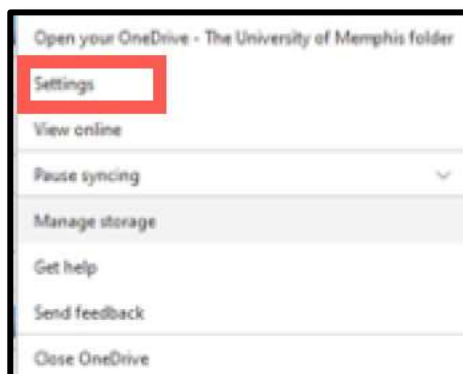 Open your OneDrive - The University of Memphis folder
Settings
View online
Pause syncing
Manage storage
Get help
Send feedback
Close OneDrive